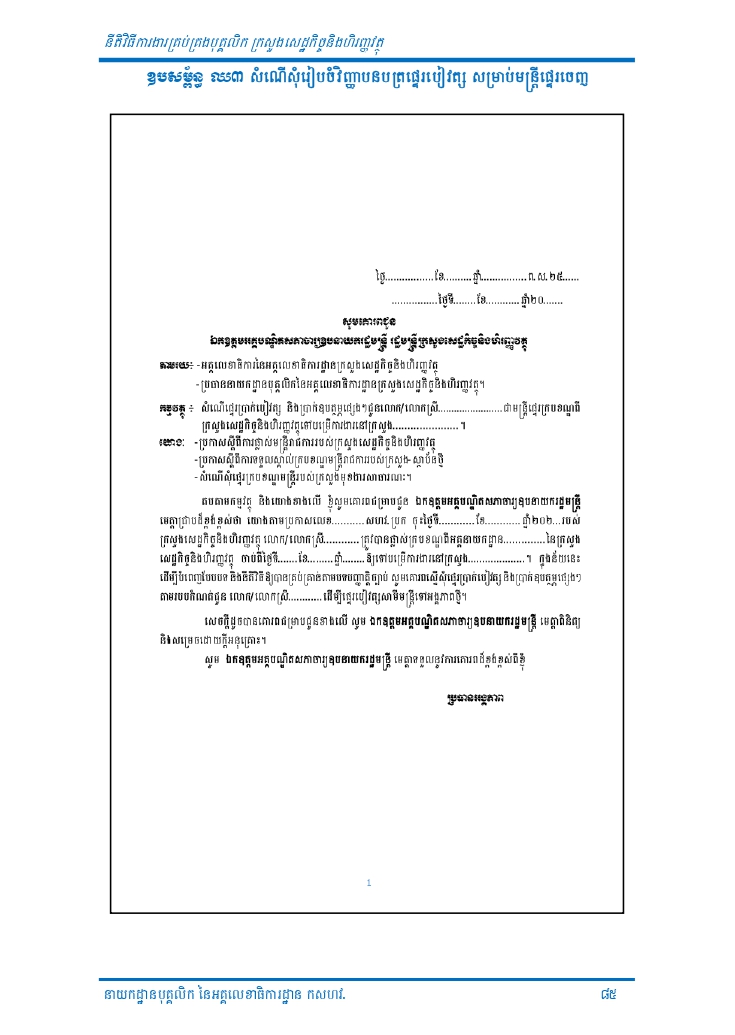 នីតិវិធីការងារគ្រប់គ្រងបុគ្គលិក ក្រសួងសេដ្ឋកិច្ចនិងហិរញ្ញវត្ថុ
ឧបសម្ព័ន្ធ ឈ៣ សំណើសុំរៀបចំវិញ្ញាបនបត្រផ្ទេរបៀវត្ស សម្រាប់មន្ត្រីផ្ទេរចេញ
ថ្ងៃ................ខែ..........ឆ្នាំ................ព.ស.២៥......
...............ថ្ងៃទី........ខែ...........ឆ្នាំ២០.......
សូមគោរពជូន
ឯកឧត្តមអគ្គបណ្ឌិតសភាចារ្យឧបនាយករដ្ឋមន្ត្រី រដ្ឋមន្ត្រីក្រសួងសេដ្ឋកិច្ចនិងហិរញ្ញវត្ថុ
តាមរយៈ៖ -អគ្គលេខាធិការនៃអគ្គលេខាធិការដ្ឋានក្រសួងសេដ្ឋកិច្ចនិងហិរញ្ញវត្ថុ
-ប្រធាននាយកដ្ឋានបុគ្គលិកនៃអគ្គលេខាធិការដ្ឋានក្រសួងសេដ្ឋកិច្ចនិងហិរញ្ញវត្ថុ។
កម្មវត្ថុ ៖ សំណើផ្ទេរប្រាក់បៀវត្ស និងប្រាក់ឧបត្ថម្ភផ្សេងៗជូនលោក/លោកស្រី.....................ជាមន្ត្រីផ្ទេរក្របខណ្ឌពី
ក្រសួងសេដ្ឋកិច្ចនិងហិរញ្ញវត្ថុទៅបម្រើការងារនៅក្រសួង.....................។
យោង៖ -ប្រកាសស្តីពីការផ្លាស់មន្ត្រីរាជការរបស់ក្រសួងសេដ្ឋកិច្ចនិងហិរញ្ញវត្ថុ
-ប្រកាសស្តីពីការទទួលស្គាល់ក្របខណ្ឌមន្ត្រីរាជការរបស់ក្រសួង-ស្ថាប័នថ្មី
-សំណើសុំផ្ទេរក្របខណ្ឌមន្ត្រីរបស់ក្រសួងមុខងារសាធារណៈ។
តបតាមកម្មវត្ថុ និងយោងខាងលើ ខ្ញុំសូមគោរពជម្រាបជូន ឯកឧត្តមអគ្គបណ្ឌិតសភាចារ្យឧបនាយករដ្ឋមន្ត្រី
មេត្តាជ្រាបដ៏ខ្ពង់ខ្ពស់ថា យោងតាមប្រកាសលេខ..........សហវ.ប្រក ចុះថ្ងៃទី...........ខែ...........ឆ្នាំ២០២...របស់
ក្រសួងសេដ្ឋកិច្ចនិងហិរញ្ញវត្ថុ លោក/លោកស្រី...........ត្រូវបានផ្លាស់ក្របខណ្ឌពីអគ្គនាយកដ្ឋាន.............នៃក្រសួង
សេដ្ឋកិច្ចនិងហិរញ្ញវត្ថុ ចាប់ពីថ្ងៃទី.......ខែ........ឆ្នាំ........ឱ្យទៅបម្រើការងារនៅក្រសួង..................។ ក្នុងន័យនេះ
ដើម្បីបំពេញបែបបទ និងនីតិវិធីឱ្យបានគ្រប់គ្រាន់តាមបទបញ្ញត្តិច្បាប់ សូមគោរពស្នើសុំផ្ទេរប្រាក់បៀវត្ស និងប្រាក់ឧបត្ថម្ភផ្សេងៗ
តាមរបបកំណត់ជូន លោក/លោកស្រី...........ដើម្បីផ្ទេរបៀវត្សសាមីមន្ត្រីទៅអង្គភាពថ្មី។
សេចក្តីដូចបានគោរពជម្រាបជូនខាងលើ សូម ឯកឧត្តមអគ្គបណ្ឌិតសភាចារ្យឧបនាយករដ្ឋមន្ត្រី មេត្តាពិនិត្យ
និងសម្រេចដោយក្តីអនុគ្រោះ។
សូម ឯកឧត្តមអគ្គបណ្ឌិតសភាចារ្យឧបនាយករដ្ឋមន្ត្រី មេត្តាទទួលនូវការគោរពដ៏ខ្ពង់ខ្ពស់ពីខ្ញុំ
ប្រធានអង្គភាព
1
នាយកដ្ឋានបុគ្គលិក នៃអគ្គលេខាធិការដ្ឋាន កសហវ.
៨៥